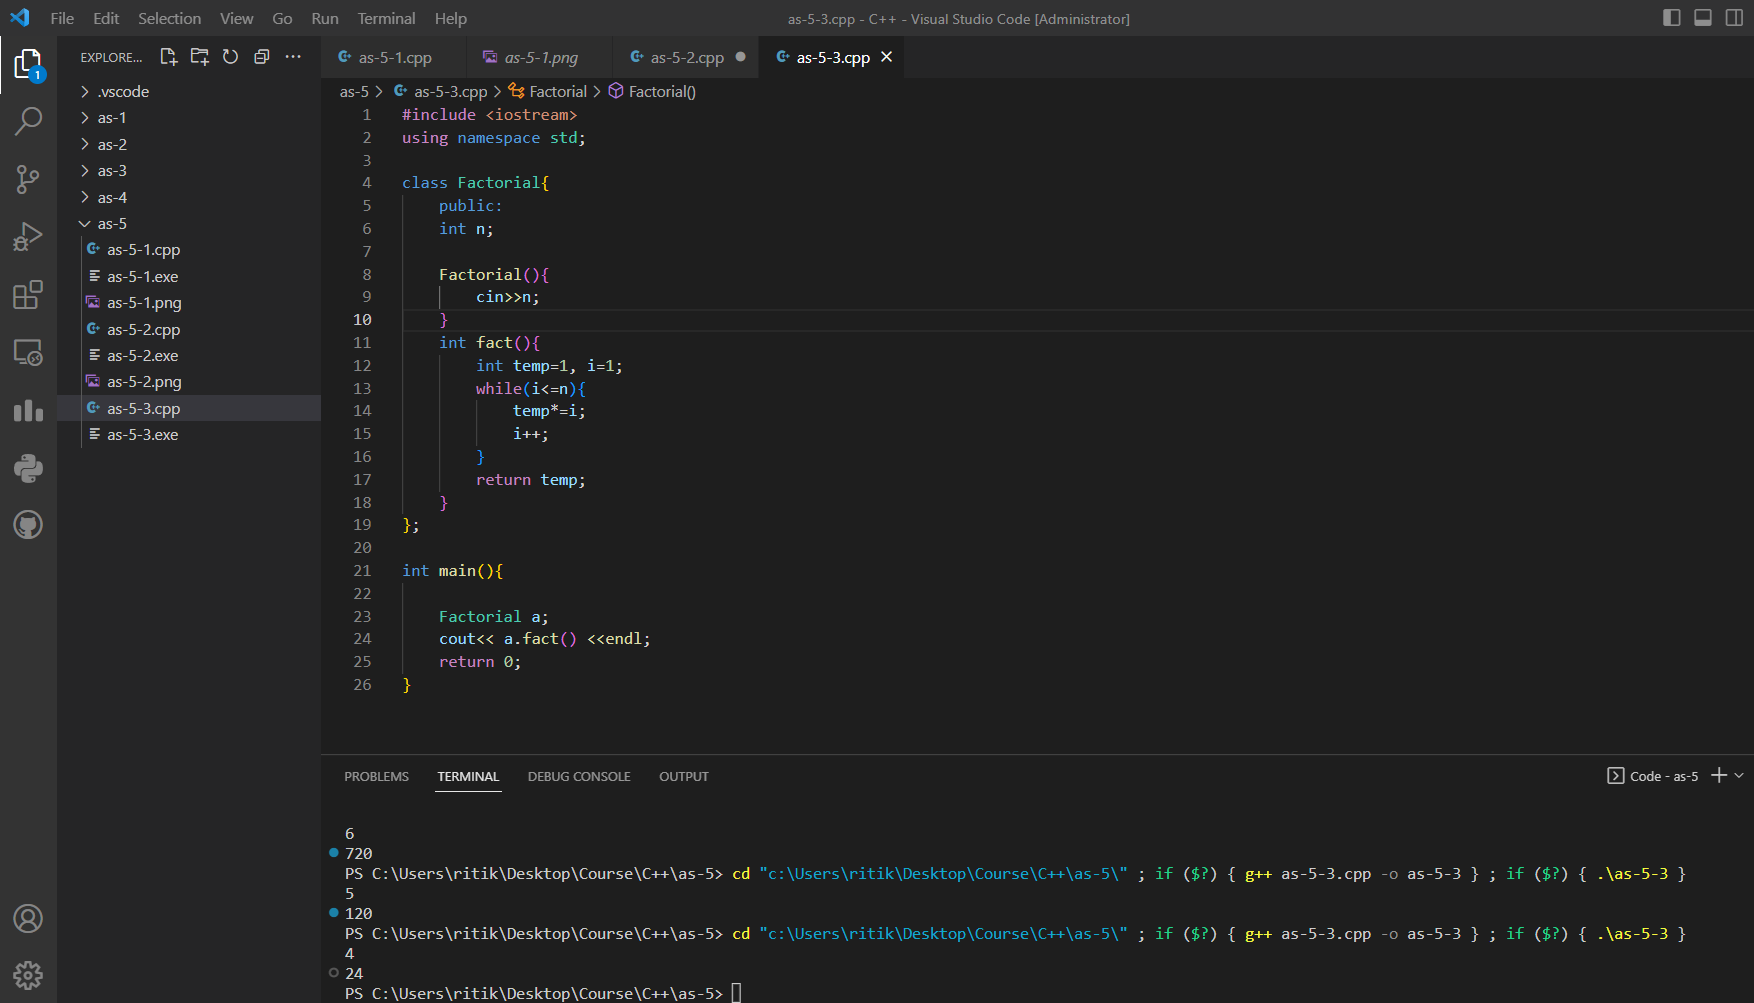 File Edit Selection View Go Run Terminal Help as-5-3.cpp - C++ - Visual Studio Code [Administrator]
1
EXPLORE... ···
.vscode
as-1
as-2
as-3
as-4
as-5
as-5-1.cpp
as-5-1.exe
as-5-1.png
as-5-2.cpp
as-5-2.exe
as-5-2.png
as-5-3.cpp
as-5-3.exe
as-5-1.cpp as-5-1.png as-5-2.cpp ● as-5-3.cpp ×
as-5 > as-5-3.cpp > Factorial > Factorial()
1 #include <iostream>
2 using namespace std;
3
4 class Factorial{
5     public:
6     int n;
7
8     Factorial(){
9         cin>>n;
10     }
11     int fact(){
12         int temp=1, i=1;
13         while(i<=n){
14             temp*=i;
15             i++;
16         }
17         return temp;
18     }
19 };
20
21 int main(){
22
23     Factorial a;
24     cout<< a.fact() <<endl;
25     return 0;
26 }
PROBLEMS TERMINAL DEBUG CONSOLE OUTPUT Code - as-5
6
720
PS C:\Users\ritik\Desktop\Course\C++\as-5> cd "c:\Users\ritik\Desktop\Course\C++\as-5\" ; if ($?) { g++ as-5-3.cpp -o as-5-3 } ; if ($?) { .\as-5-3 }
5
120
PS C:\Users\ritik\Desktop\Course\C++\as-5> cd "c:\Users\ritik\Desktop\Course\C++\as-5\" ; if ($?) { g++ as-5-3.cpp -o as-5-3 } ; if ($?) { .\as-5-3 }
4
24
PS C:\Users\ritik\Desktop\Course\C++\as-5>